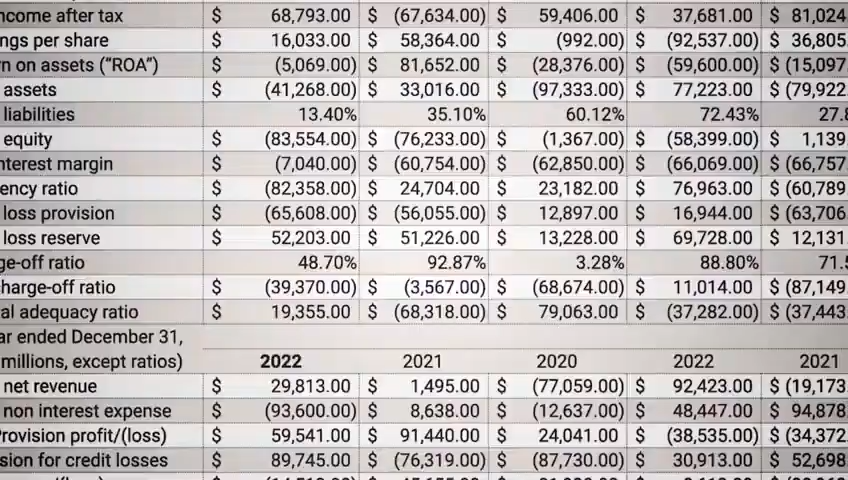 ncome after tax $ 68,793.00 $ (67,634.00) $ 59,406.00 $ 37,681.00 $ 81,024
ngs per share $ 16,033.00 $ 58,364.00 $ (992.00) $ (92,537.00) $ 36,805
n on assets (“ROA”) $ (5,069.00) $ 81,652.00 $ (28,376.00) $ (59,600.00) $ (15,097
assets $ (41,268.00) $ 33,016.00 $ (97,333.00) $ 77,223.00 $ (79,922
liabilities 13.40% 35.10% 60.12% 72.43% 27.8
equity $ (83,554.00) $ (76,233.00) $ (1,367.00) $ (58,399.00) $ 1,139
nterest margin $ (7,040.00) $ (60,754.00) $ (62,850.00) $ (66,069.00) $ (66,757
ency ratio $ (82,358.00) $ 24,704.00 $ 23,182.00 $ 76,963.00 $ (60,789
loss provision $ (65,608.00) $ (56,055.00) $ 12,897.00 $ 16,944.00 $ (63,706
loss reserve $ 52,203.00 $ 51,226.00 $ 13,228.00 $ 69,728.00 $ 12,131
ge-off ratio 48.70% 92.87% 3.28% 88.80% 71.5
harge-off ratio $ (39,370.00) $ (3,567.00) $ (68,674.00) $ 11,014.00 $ (87,149
al adequacy ratio $ 19,355.00 $ (68,318.00) $ 79,063.00 $ (37,282.00) $ (37,443
ar ended December 31,
millions, except ratios) 2022 2021 2020 2022 2021
net revenue $ 29,813.00 $ 1,495.00 $ (77,059.00) $ 92,423.00 $ (19,173
non interest expense $ (93,600.00) $ 8,638.00 $ (12,637.00) $ 48,447.00 $ 94,878
rovision profit/(loss) $ 59,541.00 $ 91,440.00 $ 24,041.00 $ (38,535.00) $ (34,372
sion for credit losses $ 89,745.00 $ (76,319.00) $ (87,730.00) $ 30,913.00 $ 52,698